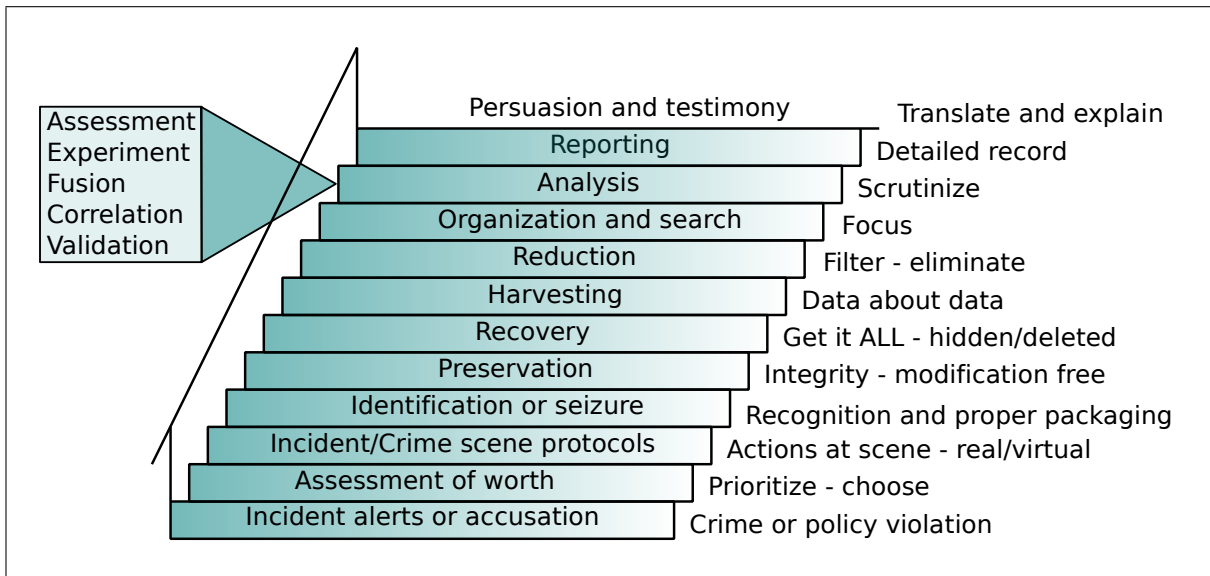 Persuasion and testimony
Translate and explain
Assessment
Experiment
Fusion
Correlation
Validation
Reporting
Detailed record
Analysis
Scrutinize
Organization and search
Focus
Reduction
Filter - eliminate
Harvesting
Data about data
Recovery
Get it ALL - hidden/deleted
Preservation
Integrity - modification free
Identification or seizure
Recognition and proper packaging
Incident/Crime scene protocols
Actions at scene - real/virtual
Assessment of worth
Prioritize - choose
Incident alerts or accusation
Crime or policy violation